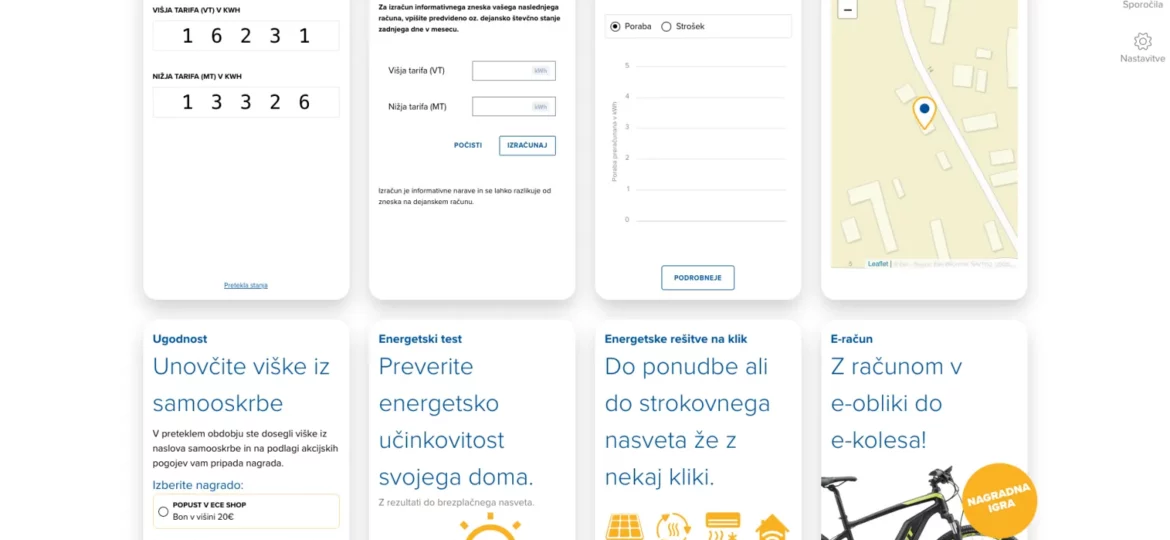 VIŠJA TARIFA (VT) V KWH
1 6 2 3 1
NIŽJA TARIFA (MT) V KWH
1 3 3 2 6
Pretekla stanja
Za izračun informativnega zneska vašega naslednjega
računa, vpišite predvideno oz. dejansko števčno stanje
zadnjega dne v mesecu.
Višja tarifa (VT)
kWh
Nižja tarifa (MT)
kWh
POČISTI
IZRAČUNAJ
Izračun je informativne narave in se lahko razlikuje od
zneska na dejanskem računu.
Poraba
Strošek
Poraba preračunana v kWh
5
4
3
2
1
0
PODROBNEJE
−
5
Leaflet |
Sporočila
Nastavitve
Ugodnost
Unovčite viške iz
samooskrbe
V preteklem obdobju ste dosegli viške iz
naslova samooskrbe in na podlagi akcijskih
pogojev vam pripada nagrada.
Izberite nagrado:
POPUST V ECE SHOP
Bon v višini 20€
Energetski test
Preverite
energetsko
učinkovitost
svojega doma.
Z rezultati do brezplačnega nasveta.
Energetske rešitve na klik
Do ponudbe ali
do strokovnega
nasveta že z
nekaj kliki.
E-račun
Z računom v
e-obliki do
e-kolesa!
NAGRADNA
IGRA